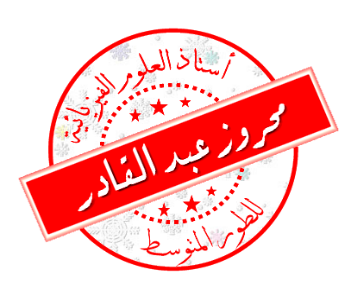 أستاذ العلوم الفيزيائية
محروز عبد القادر
للطور المتوسط